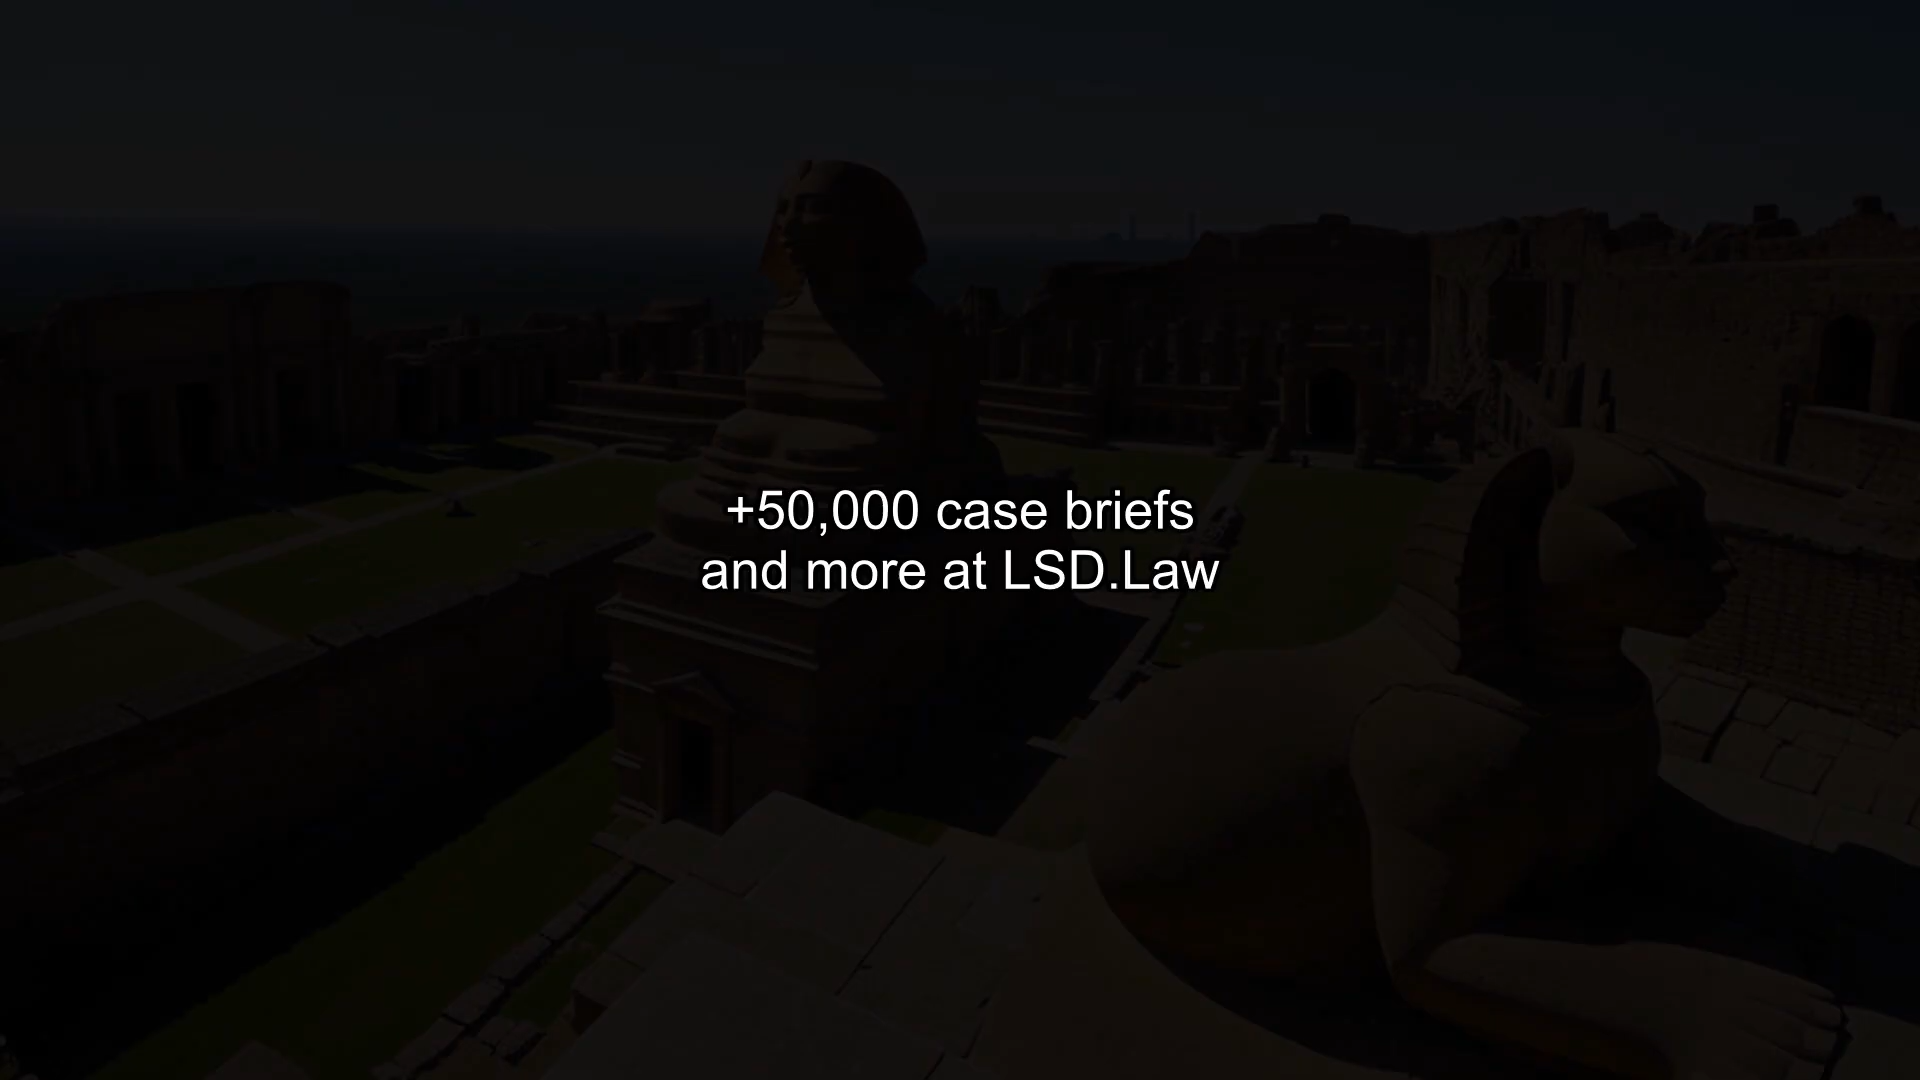 +50,000 case briefs
and more at LSD.Law